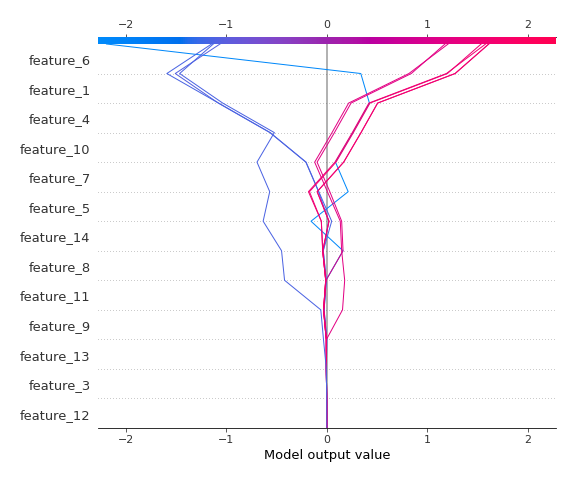 −2 −1 0 1 2
feature_6
feature_1
feature_4
feature_10
feature_7
feature_5
feature_14
feature_8
feature_11
feature_9
feature_13
feature_3
feature_12
−2 −1 0 1 2
Model output value